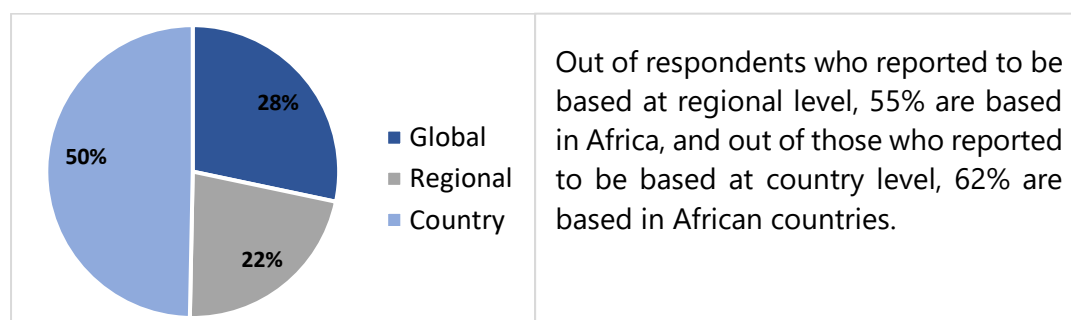 28%
50%
22%
Global
Regional
Country
Out of respondents who reported to be
based at regional level, 55% are based
in Africa, and out of those who reported
to be based at country level, 62% are
based in African countries.